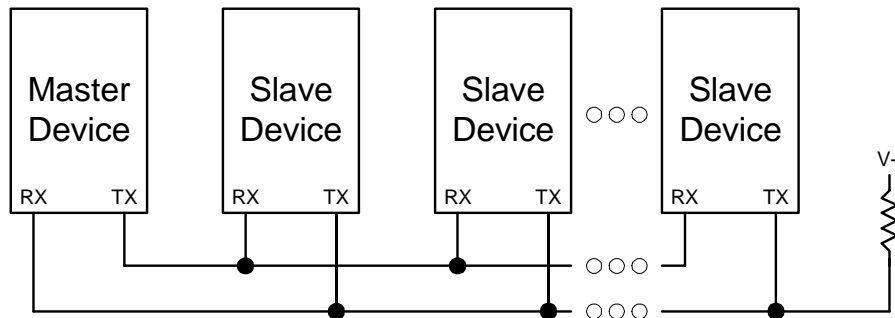 Master
Device
Slave
Device
Slave
Device
Slave
Device
RX TX
RX TX
RX TX
RX TX
V-